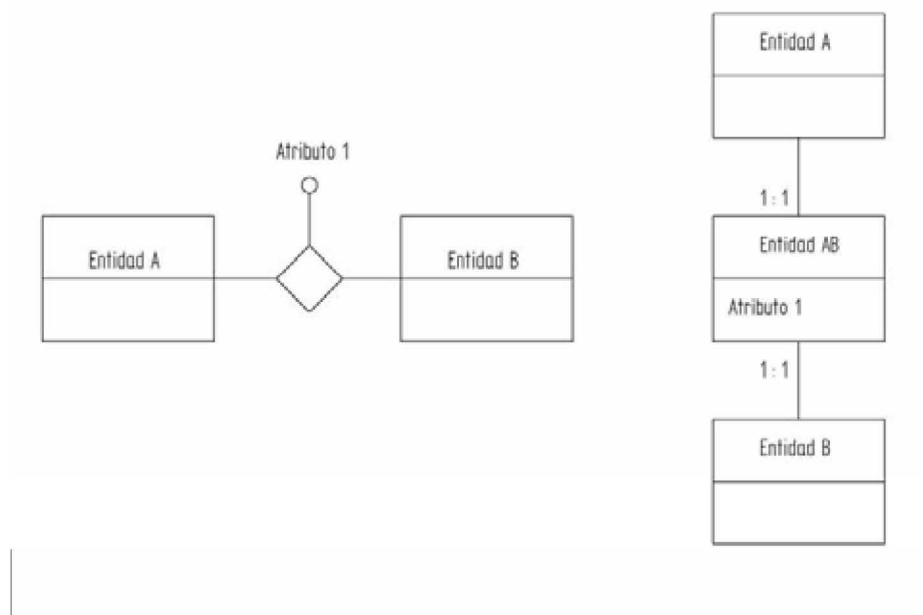 Atributo 1
Entidad A
Entidad B
Entidad A
1 : 1
Entidad AB
Atributo 1
1 : 1
Entidad B